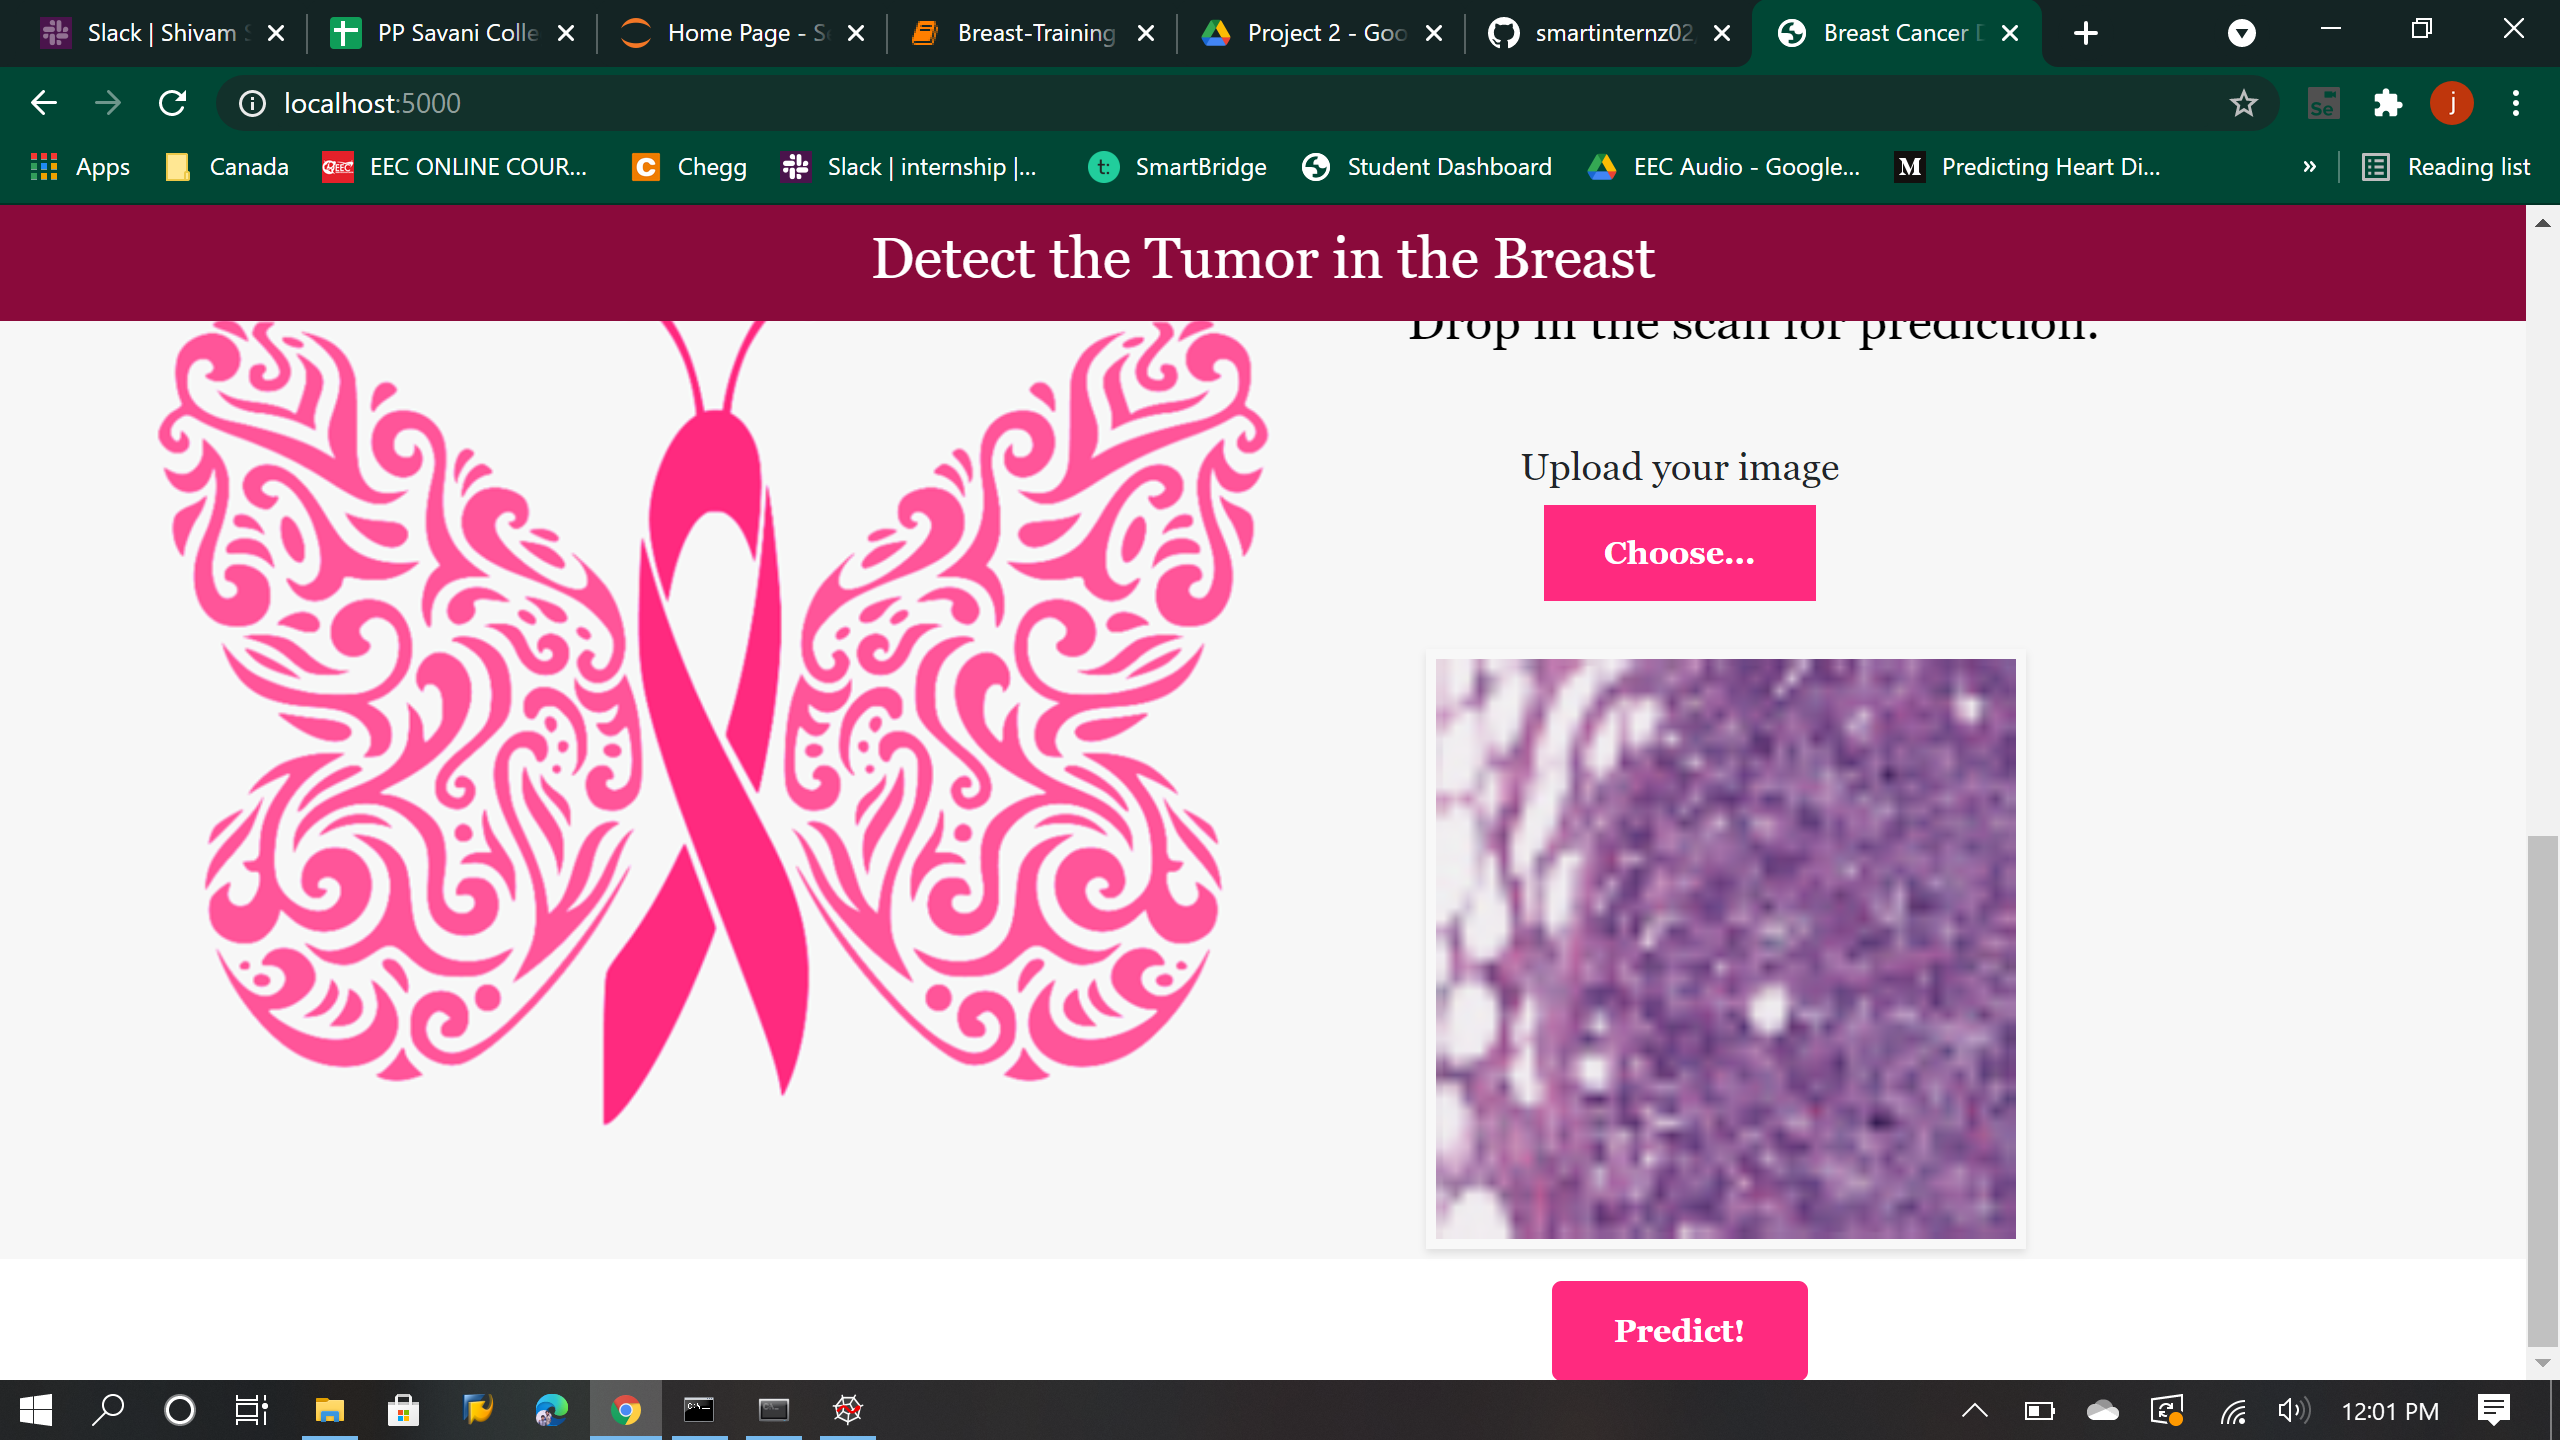 Slack | Shivam S
PP Savani Colle
Home Page - Se
Breast-Training
Project 2 - Goo
smartinternz02
Breast Cancer D
localhost:5000
Se
j
Apps
Canada
EEC ONLINE COUR...
Chegg
Slack | internship |...
t: SmartBridge
Student Dashboard
EEC Audio - Google...
M Predicting Heart Di...
»
Reading list
Detect the Tumor in the Breast
Drop in the scan for prediction.
Upload your image
Choose...
Predict!
12:01 PM